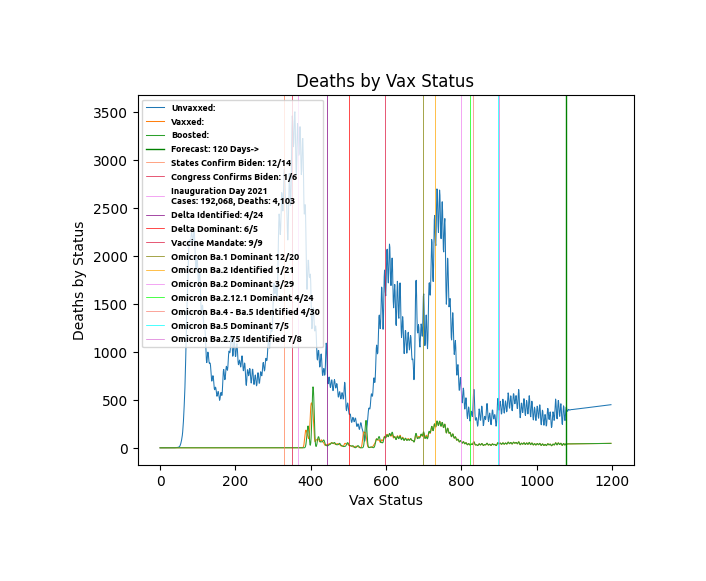 Deaths by Vax Status
3500
3000
2500
2000
1500
1000
500
0
Deaths by Status
Unvaxxed:
Vaxxed:
Boosted:
Forecast: 120 Days->
States Confirm Biden: 12/14
Congress Confirms Biden: 1/6
Inauguration Day 2021
Cases: 192,068, Deaths: 4,103
Delta Identified: 4/24
Delta Dominant: 6/5
Vaccine Mandate: 9/9
Omicron Ba.1 Dominant 12/20
Omicron Ba.2 Identified 1/21
Omicron Ba.2 Dominant 3/29
Omicron Ba.2.12.1 Dominant 4/24
Omicron Ba.4 - Ba.5 Identified 4/30
Omicron Ba.5 Dominant 7/5
Omicron Ba.2.75 Identified 7/8
0 200 400 600 800 1000 1200
Vax Status